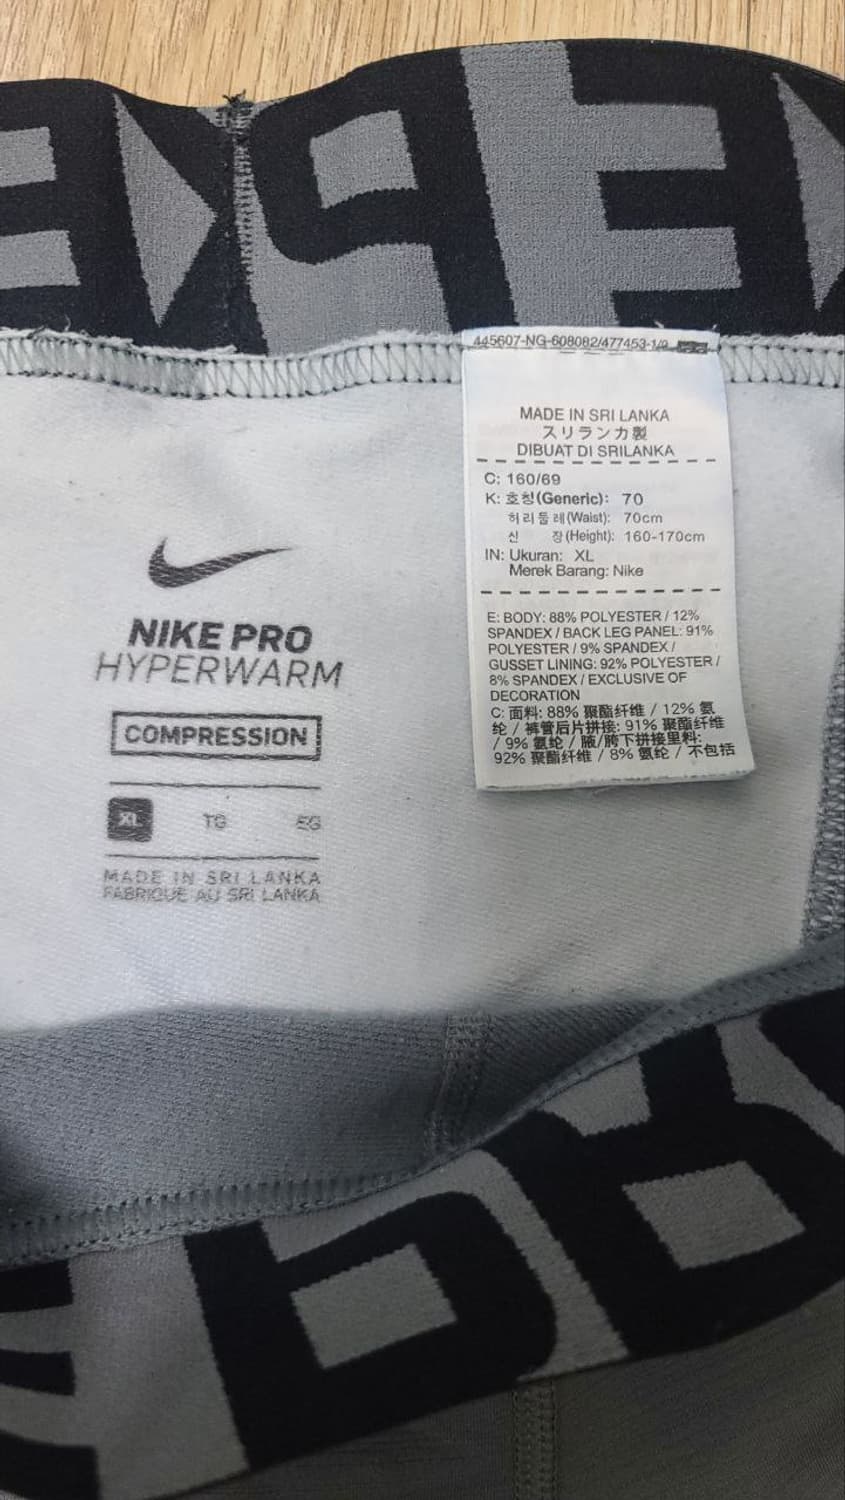 445607-NG-608082/477453-1/9
MADE IN SRI LANKA
スリランカ製
DIBUAT DI SRILANKA
C: 160/69
K: 호칭(Generic): 70
허리둘레(Waist): 70cm
신 장(Height): 160-170cm
IN: Ukuran: XL
Merek Barang: Nike
E: BODY: 88% POLYESTER / 12%
SPANDEX / BACK LEG PANEL: 91%
POLYESTER / 9% SPANDEX /
GUSSET LINING: 92% POLYESTER /
8% SPANDEX / EXCLUSIVE OF
DECORATION
C: 面料: 88% 聚酯纤维 / 12% 氨
纶 / 裤管后片拼接: 91% 聚酯纤维
/ 9% 氨纶 / 腋/胯下拼接里料:
92% 聚酯纤维 / 8% 氨纶 / 不包括
NIKE PRO
HYPERWARM
COMPRESSION
XL TG EG
MADE IN SRI LANKA
FABRIQUÉ AU SRI LANKA